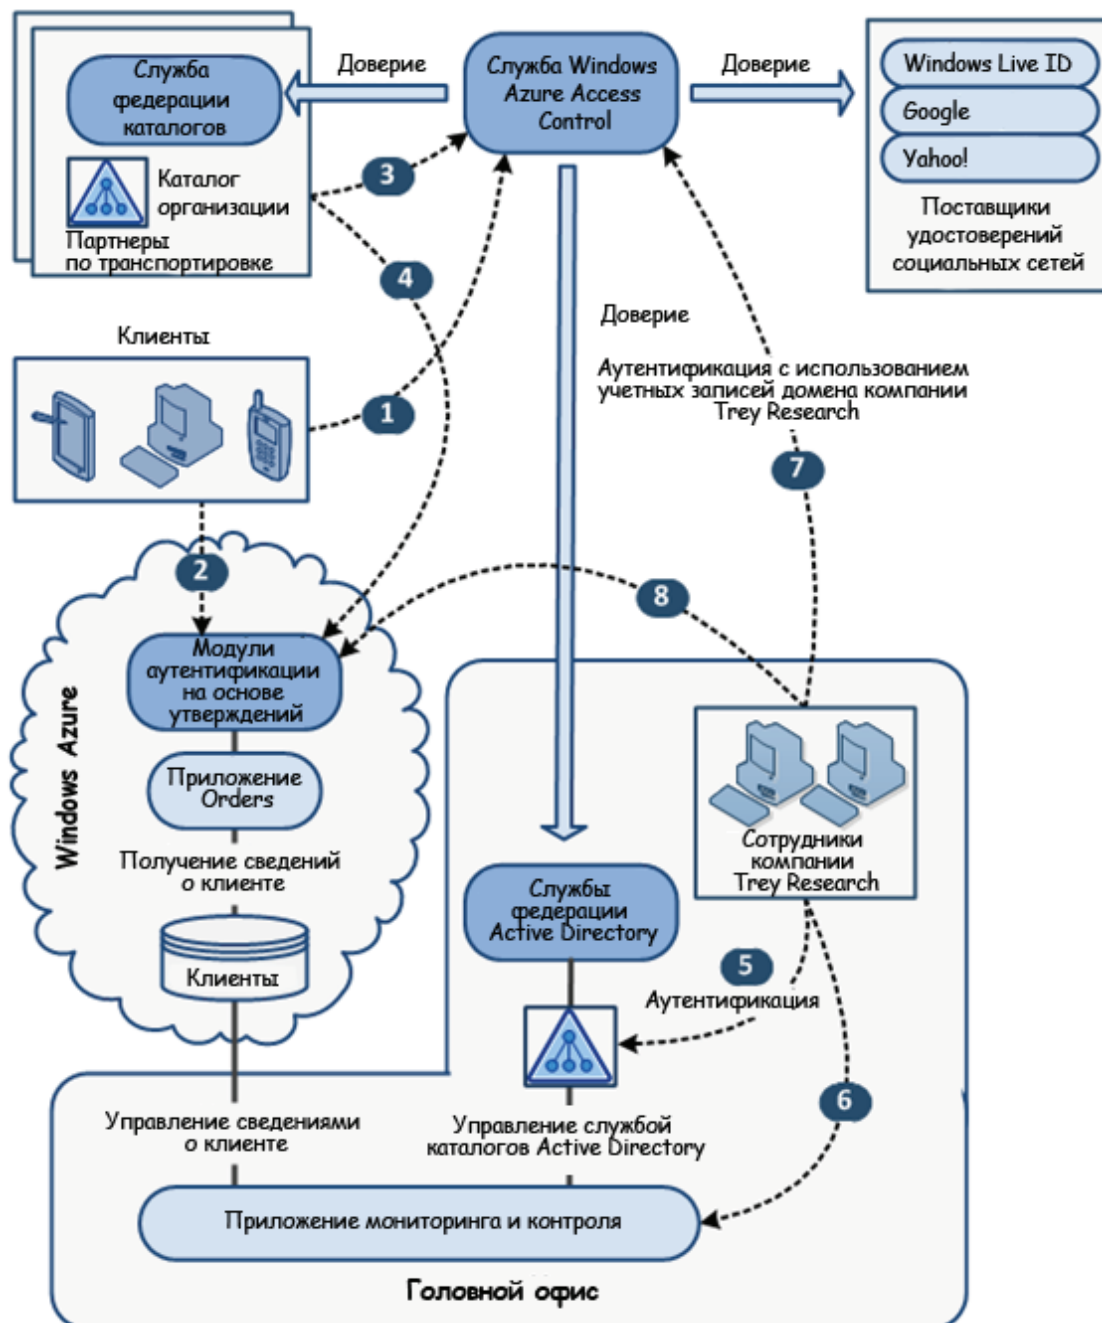 Служба
федерации
каталогов
Каталог
организации
Партнеры
по транспортировке
Доверие
Служба Windows
Azure Access
Control
Доверие
Windows Live ID
Google
Yahoo!
Поставщики
удостоверений
социальных сетей
3
4
Клиенты
1
Доверие
Аутентификация с использованием
учетных записей домена компании
Trey Research
7
2
8
Windows Azure
Модули
аутентификации
на основе
утверждений
Приложение
Orders
Получение сведений
о клиенте
Клиенты
Сотрудники
компании
Trey Research
Службы
федерации
Active Directory
5
Аутентификация
6
Управление сведениями
о клиенте
Управление службой
каталогов Active Directory
Приложение мониторинга и контроля
Головной офис